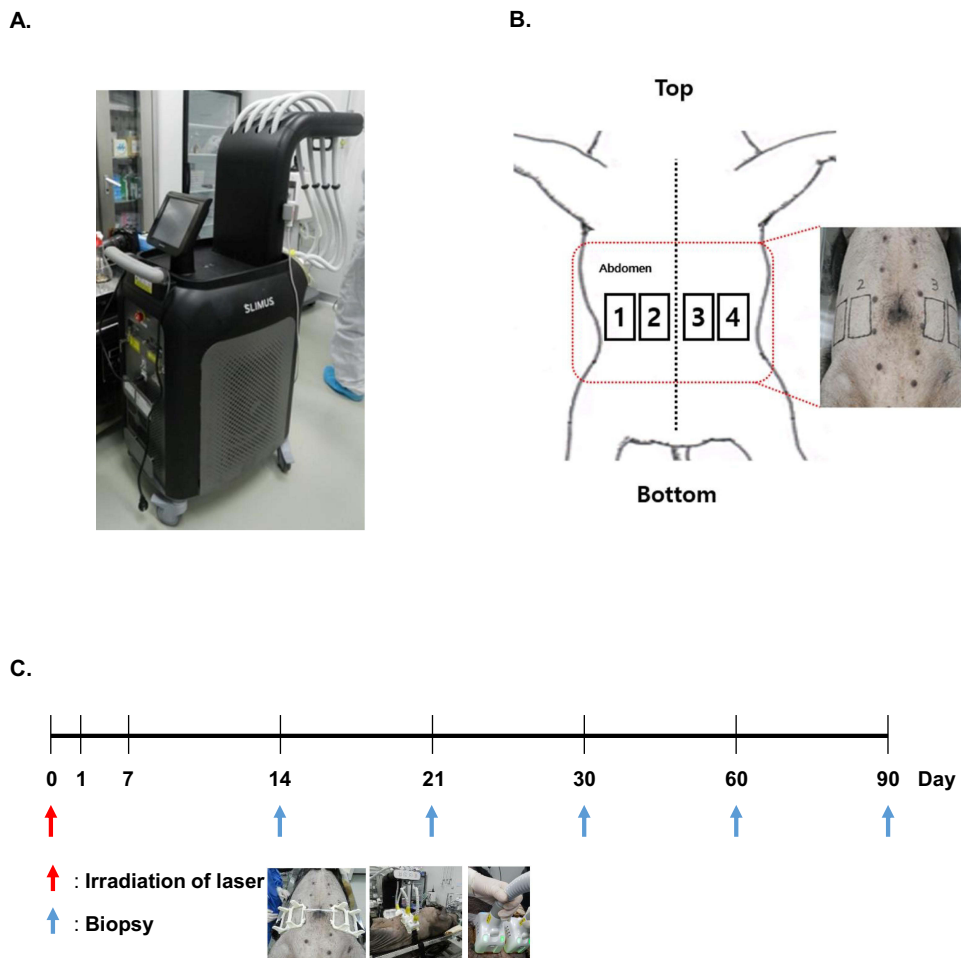 A.
B.
SLIMUS
Top
Abdomen
1 2 3 4
2 3
Bottom
C.
0 1 7 14 21 30 60 90 Day
: Irradiation of laser
: Biopsy